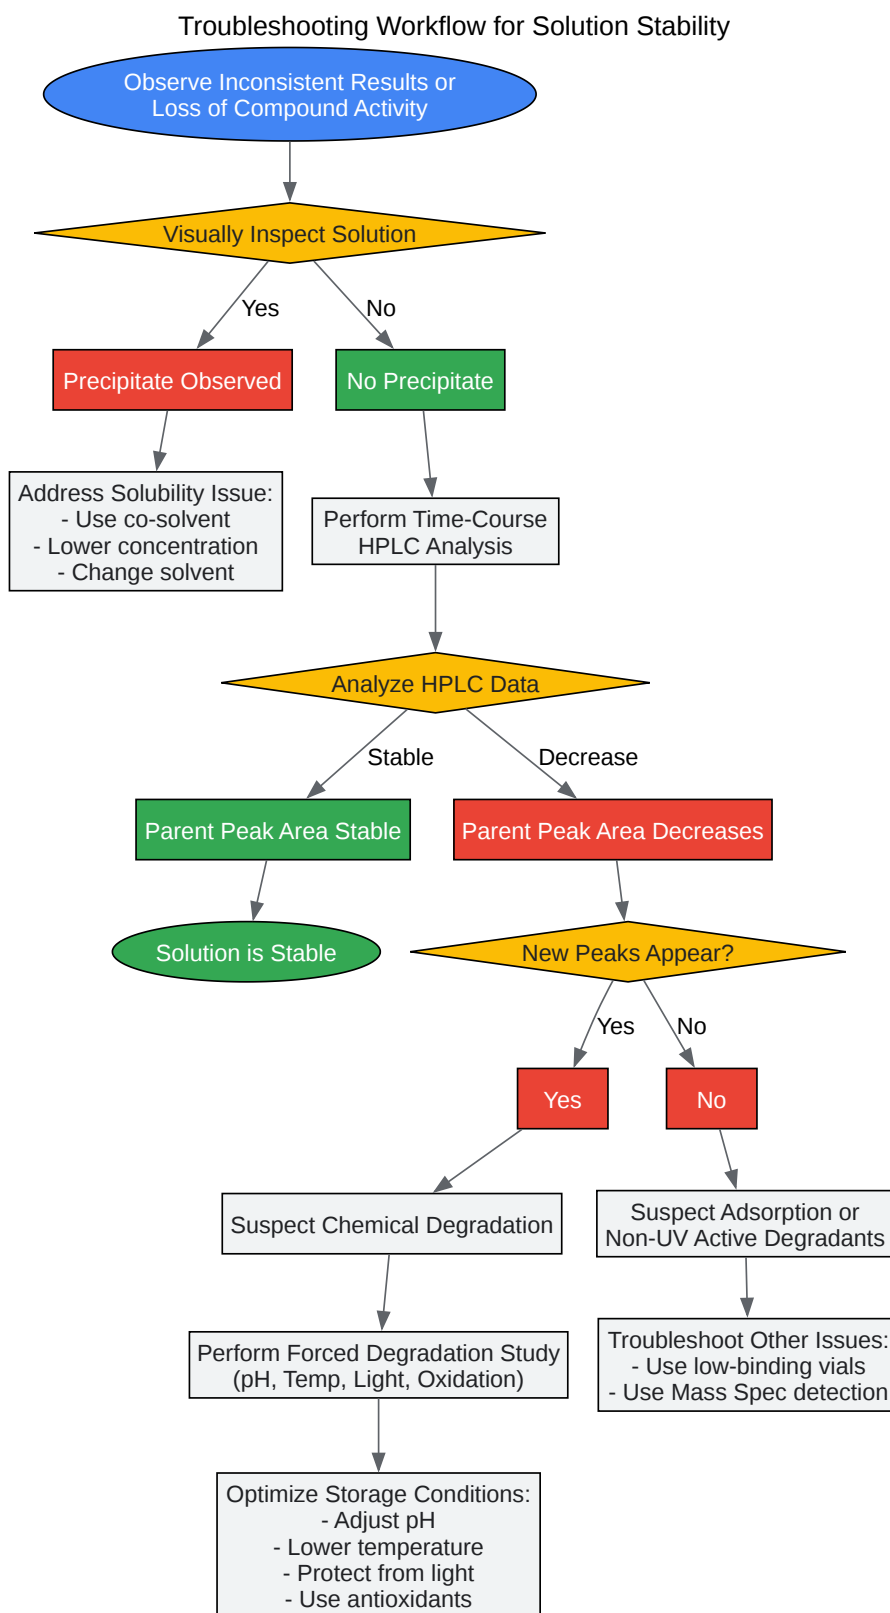 Troubleshooting Workflow for Solution Stability
Observe Inconsistent Results or
Loss of Compound Activity
Visually Inspect Solution
Yes
No
Precipitate Observed
No Precipitate
Address Solubility Issue:
- Use co-solvent
- Lower concentration
- Change solvent
Perform Time-Course
HPLC Analysis
Analyze HPLC Data
Stable
Decrease
Parent Peak Area Stable
Parent Peak Area Decreases
Solution is Stable
New Peaks Appear?
Yes
No
Yes
No
Suspect Chemical Degradation
Suspect Adsorption or
Non-UV Active Degradants
Perform Forced Degradation Study
(pH, Temp, Light, Oxidation)
Troubleshoot Other Issues:
- Use low-binding vials
- Use Mass Spec detection
Optimize Storage Conditions:
- Adjust pH
- Lower temperature
- Protect from light
- Use antioxidants